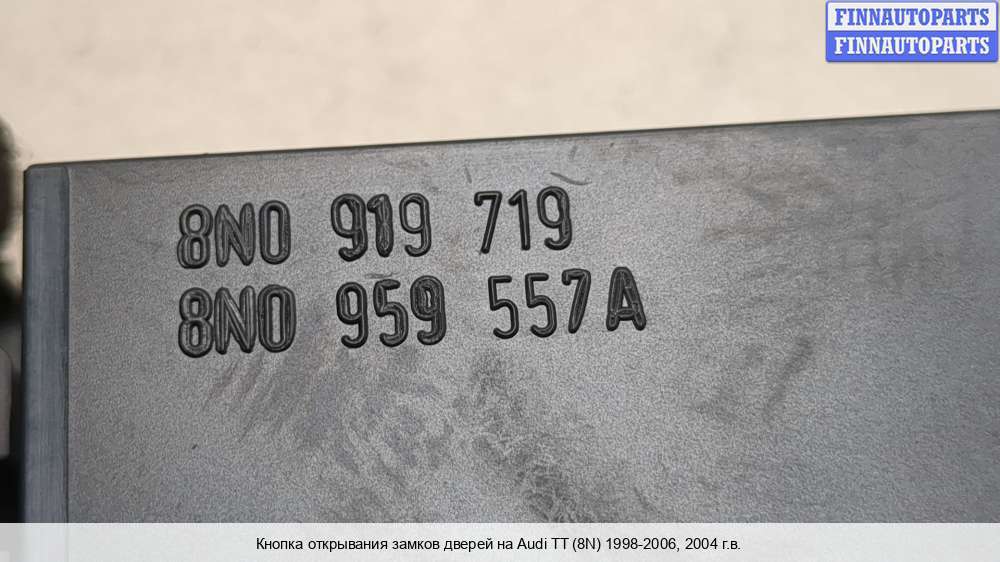 FINNAUTOPARTS
FINNAUTOPARTS
8N0 919 719
8N0 959 557A
Кнопка открывания замков дверей на Audi TT (8N) 1998-2006, 2004 г.в.